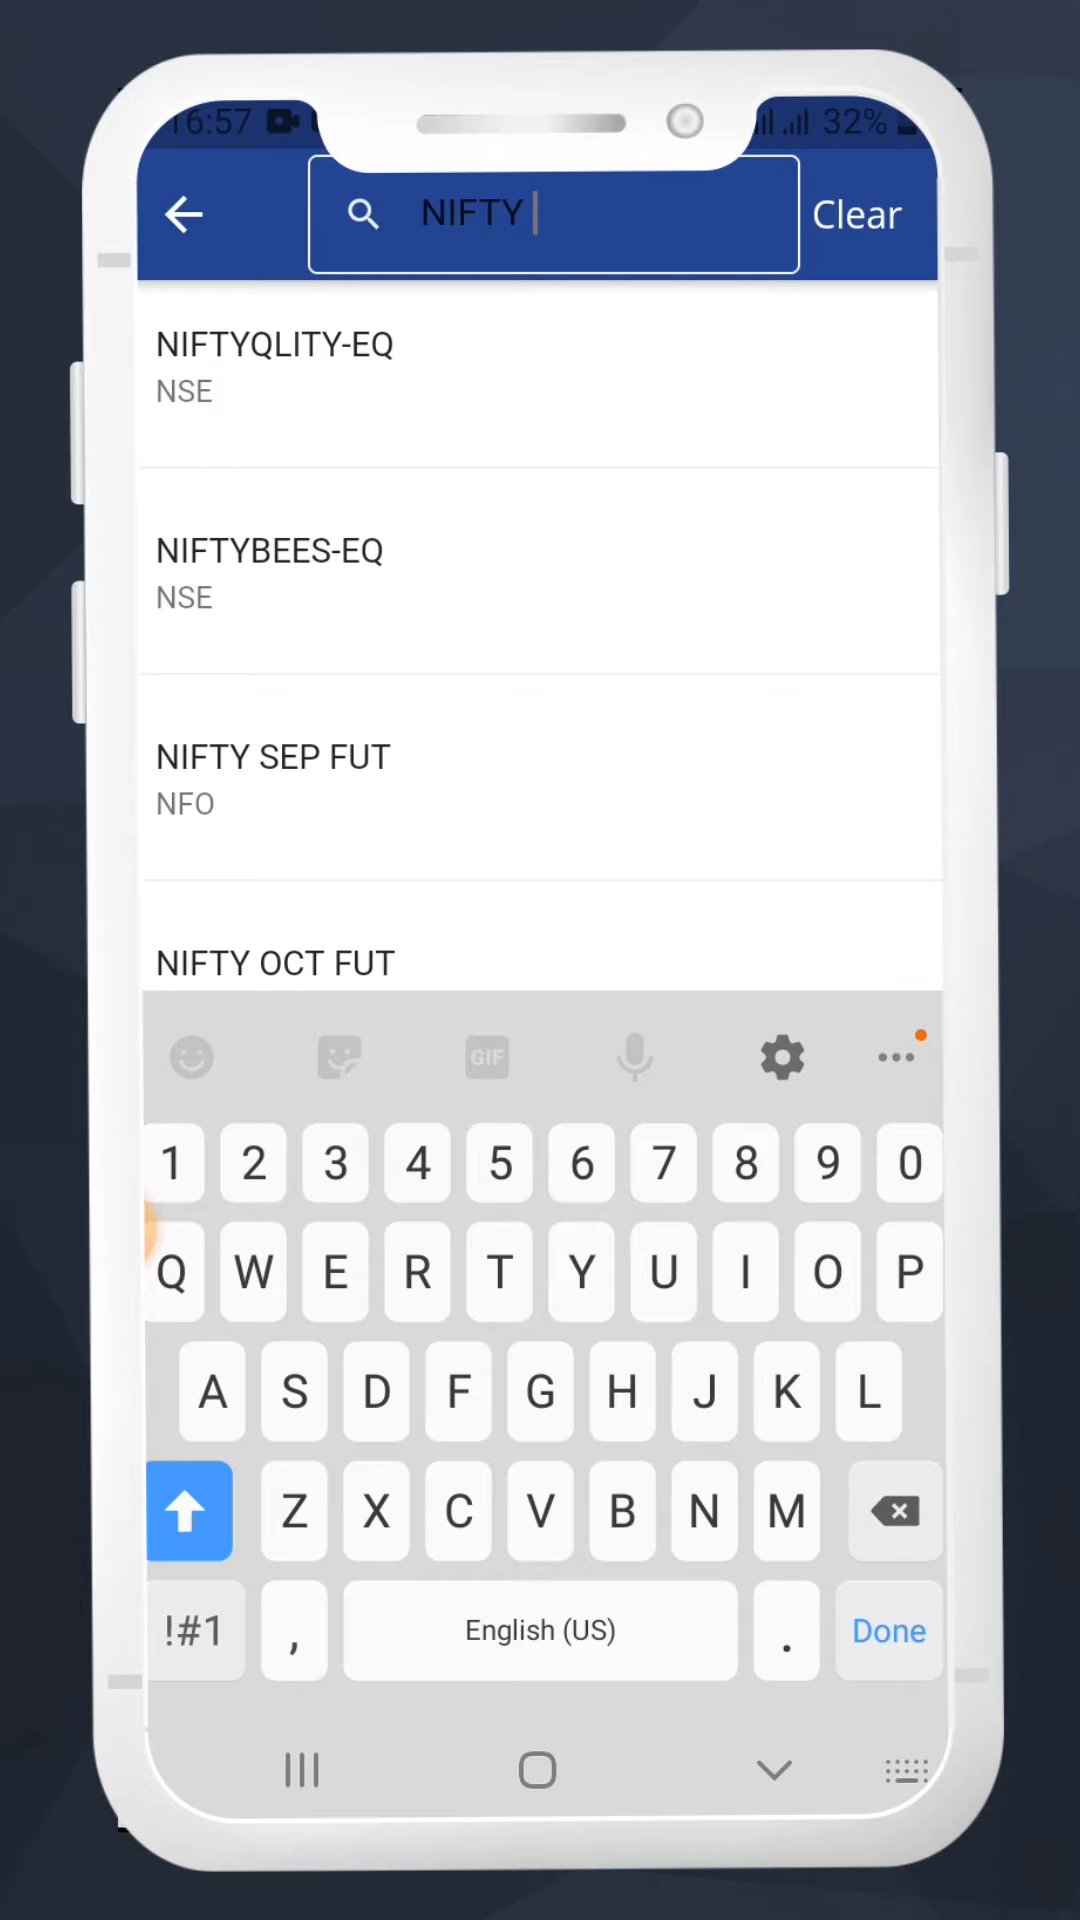 16:57 32%
NIFTY
Clear
NIFTYQLITY-EQ
NSE
NIFTYBEES-EQ
NSE
NIFTY SEP FUT
NFO
NIFTY OCT FUT
GIF
1 2 3 4 5 6 7 8 9 0
Q W E R T Y U I O P
A S D F G H J K L
Z X C V B N M
!#1 , English (US) . Done